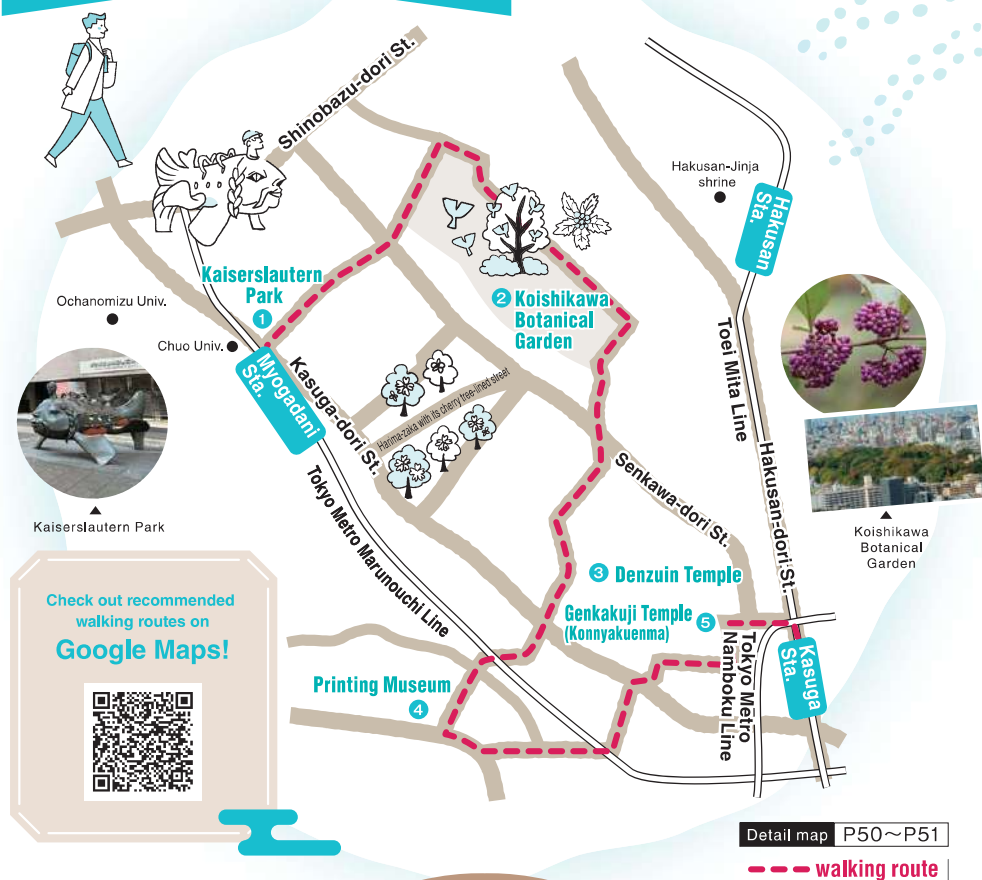 Shinobazu-dori St.
Hakusan-Jinja
shrine
Hakusan
Sta.
Kaiserslautern
Park
1
Ochanomizu Univ.
Chuo Univ.
Myogadani
Sta.
Kasuga-dori St.
2 Koishikawa
Botanical
Garden
Harima-zaka with its cherry tree-lined street
Toei Mita Line
Hakusan-dori St.
Senkawa-dori St.
Kaiserslautern Park
Koishikawa
Botanical
Garden
Tokyo Metro Marunouchi Line
3 Denzuin Temple
Genkakuji Temple
(Konnyakuenma)
5
Tokyo Metro
Namboku Line
Kasuga
Sta.
Printing Museum
4
Check out recommended
walking routes on
Google Maps!
Detail map P50～P51
walking route